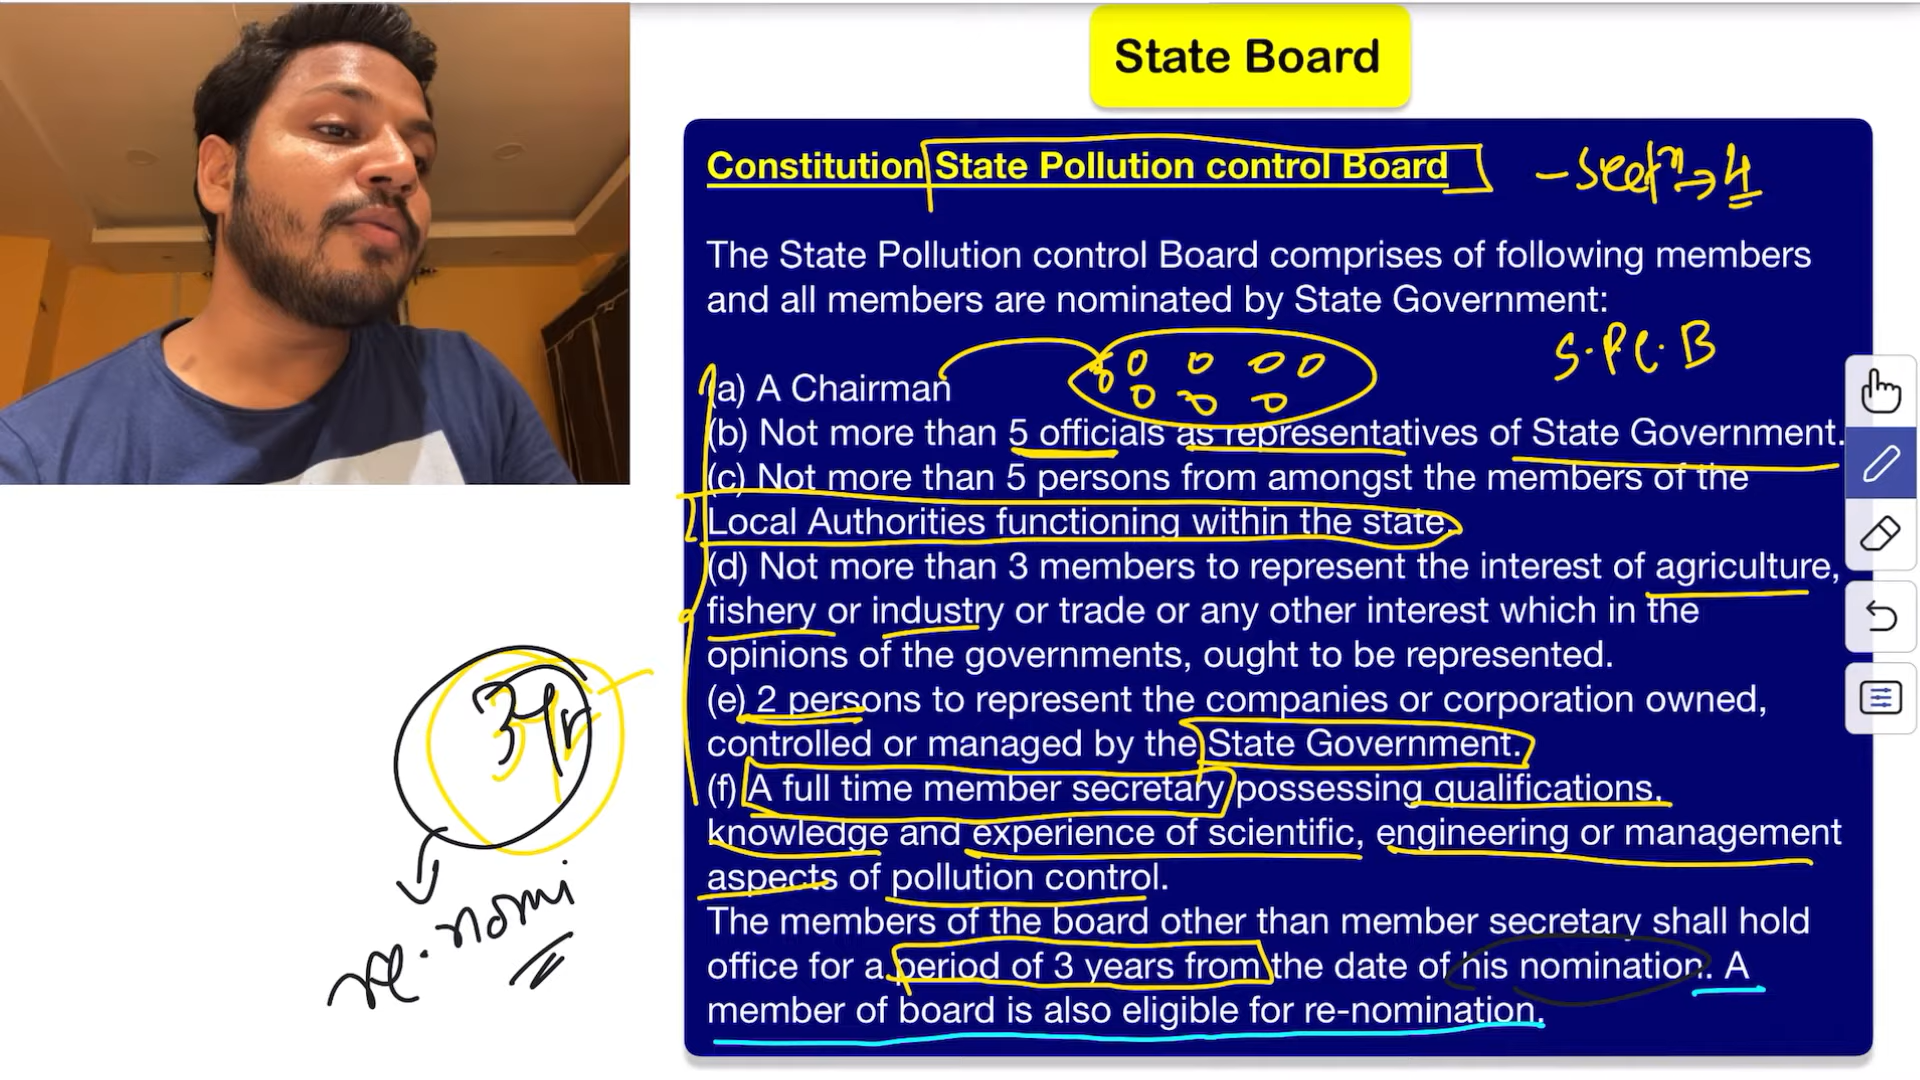 State Board
Constitution State Pollution control Board
- Sectn → 4
The State Pollution control Board comprises of following members
and all members are nominated by State Government:
S.P.C.B
(a) A Chairman
(b) Not more than 5 officials as representatives of State Government.
(c) Not more than 5 persons from amongst the members of the
Local Authorities functioning within the state.
(d) Not more than 3 members to represent the interest of agriculture,
fishery or industry or trade or any other interest which in the
opinions of the governments, ought to be represented.
(e) 2 persons to represent the companies or corporation owned,
controlled or managed by the State Government.
(f) A full time member secretary possessing qualifications,
knowledge and experience of scientific, engineering or management
aspects of pollution control.
The members of the board other than member secretary shall hold
office for a period of 3 years from the date of his nomination. A
member of board is also eligible for re-nomination.
3yr
re.nomi